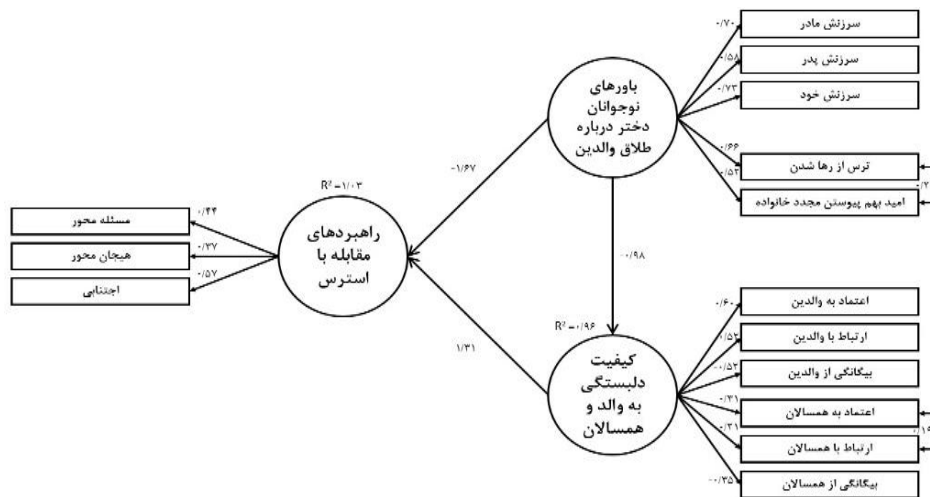 ۰/۷۰
سرزنش مادر
۰/۵۸
سرزنش پدر
۰/۷۳
سرزنش خود
باورهای
نوجوانان
دختر درباره
طلاق والدین
۰/۶۶
ترس از رها شدن
۰/۵۲
امید بهم پیوستن مجدد خانواده
-۱/۶۷
R² =۱/۰۳
راهبردهای
مقابله با
استرس
۰/۴۴
مسئله محور
۰/۳۷
هیجان محور
۰/۵۷
اجتنابی
-۰/۹۸
۱/۳۱
R² =۰/۹۶
کیفیت
دلبستگی
به والد و
همسالان
۰/۶۰
اعتماد به والدین
۰/۵۲
ارتباط با والدین
-۰/۵۲
بیگانگی از والدین
۰/۳۱
اعتماد به همسالان
۰/۳۱
ارتباط با همسالان
-۰/۳۵
بیگانگی از همسالان